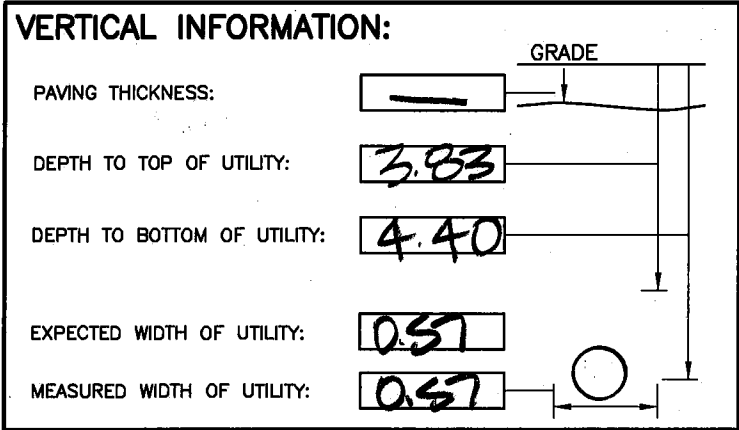 VERTICAL INFORMATION:
GRADE
PAVING THICKNESS: —
DEPTH TO TOP OF UTILITY: 3.83
DEPTH TO BOTTOM OF UTILITY: 4.40
EXPECTED WIDTH OF UTILITY: 0.57
MEASURED WIDTH OF UTILITY: 0.57